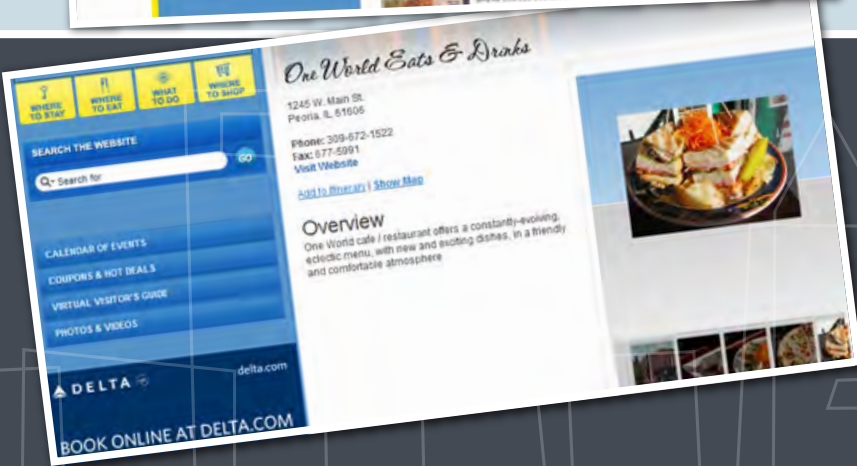 WHERE TO STAY
WHERE TO EAT
WHAT TO DO
WHERE TO SHOP
SEARCH THE WEBSITE
Search for
GO
CALENDAR OF EVENTS
COUPONS & HOT DEALS
VIRTUAL VISITOR'S GUIDE
PHOTOS & VIDEOS
DELTA
delta.com
BOOK ONLINE AT DELTA.COM
One World Eats & Drinks
1245 W. Main St.
Peoria, IL 61606
Phone: 309-672-1522
Fax: 677-5991
Visit Website
Add to Itinerary | Show Map
Overview
One World cafe / restaurant offers a constantly-evolving,
eclectic menu, with new and exciting dishes, in a friendly
and comfortable atmosphere